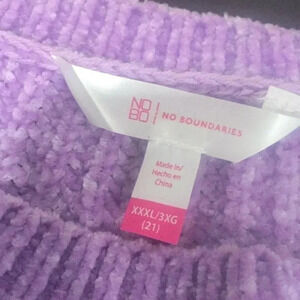 NO
BO
NO BOUNDARIES
Made in/
Hecho en
China
XXXL/3XG
(21)